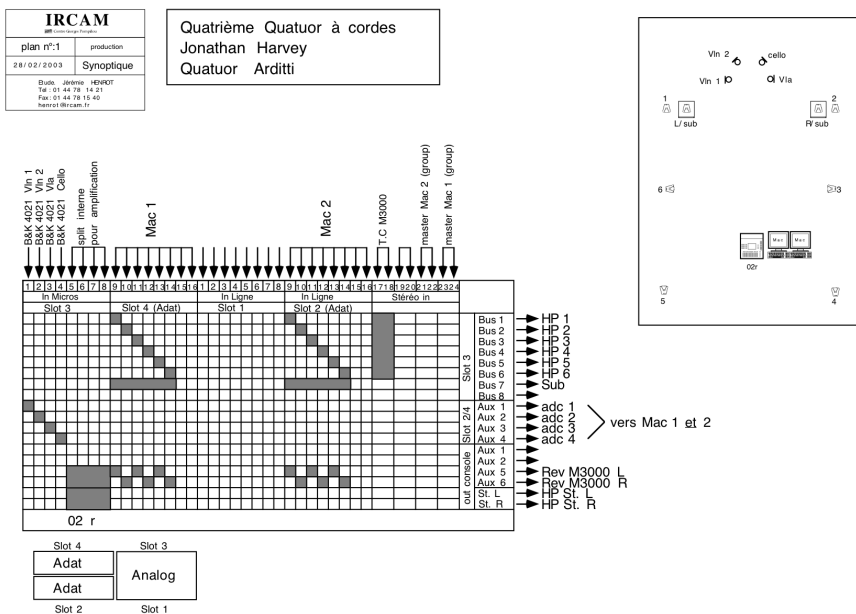 IRCAM
Centre Georges Pompidou
plan n°:1 production
28/02/2003 Synoptique
Etude Jérémie HENROT
Tel : 01 44 78 14 21
Fax : 01 44 78 15 40
henrot@ircam.fr
Quatrième Quatuor à cordes
Jonathan Harvey
Quatuor Arditti
Vln 2 cello
Vln 1 Vla
1 2
L/ sub R/ sub
6 3
Mac Mac
02r
5 4
B&K 4021 Vln 1
B&K 4021 Vln 2
B&K 4021 Vla
B&K 4021 Cello
split interne
pour amplification
Mac 1
Mac 2
T.C M3000
master Mac 2 (group)
master Mac 1 (group)
1 2 3 4 5 6 7 8 9 10 11 12 13 14 15 16 1 2 3 4 5 6 7 8 9 10 11 12 13 14 15 16 17 18 19 20 21 22 23 24
In Micros In Ligne In Ligne Stéréo in
Slot 3 Slot 4 (Adat) Slot 1 Slot 2 (Adat)
Slot 3
Bus 1 HP 1
Bus 2 HP 2
Bus 3 HP 3
Bus 4 HP 4
Bus 5 HP 5
Bus 6 HP 6
Bus 7 Sub
Bus 8
Slot 2/4
Aux 1 adc 1
Aux 2 adc 2
Aux 3 adc 3
Aux 4 adc 4
vers Mac 1 et 2
out console
Aux 1
Aux 2
Aux 5 Rev M3000 L
Aux 6 Rev M3000 R
St. L HP St. L
St. R HP St. R
02 r
Slot 4 Slot 3
Adat
Analog
Adat
Slot 2 Slot 1